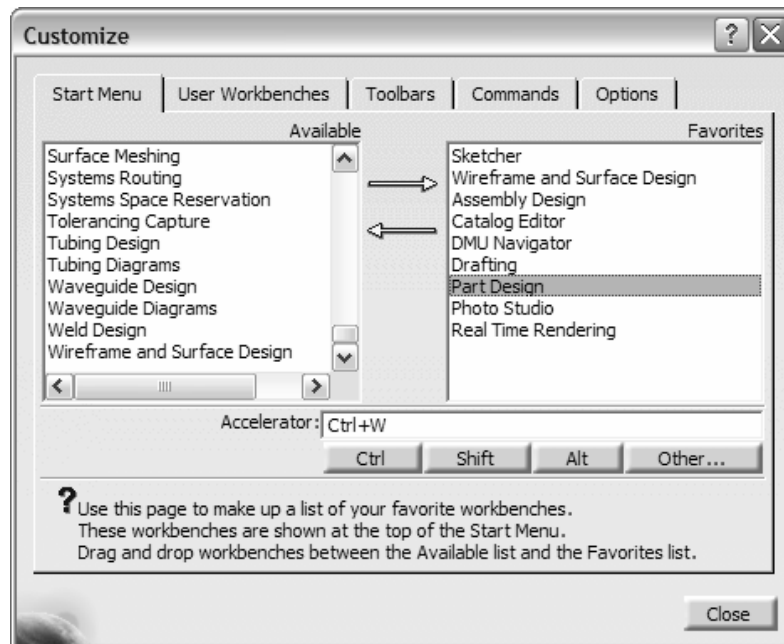 Customize
Start Menu
User Workbenches
Toolbars
Commands
Options
Available
Favorites
Surface Meshing
Systems Routing
Systems Space Reservation
Tolerancing Capture
Tubing Design
Tubing Diagrams
Waveguide Design
Waveguide Diagrams
Weld Design
Wireframe and Surface Design
Sketcher
Wireframe and Surface Design
Assembly Design
Catalog Editor
DMU Navigator
Drafting
Part Design
Photo Studio
Real Time Rendering
Accelerator: Ctrl+W
Ctrl
Shift
Alt
Other...
Use this page to make up a list of your favorite workbenches.
These workbenches are shown at the top of the Start Menu.
Drag and drop workbenches between the Available list and the Favorites list.
Close